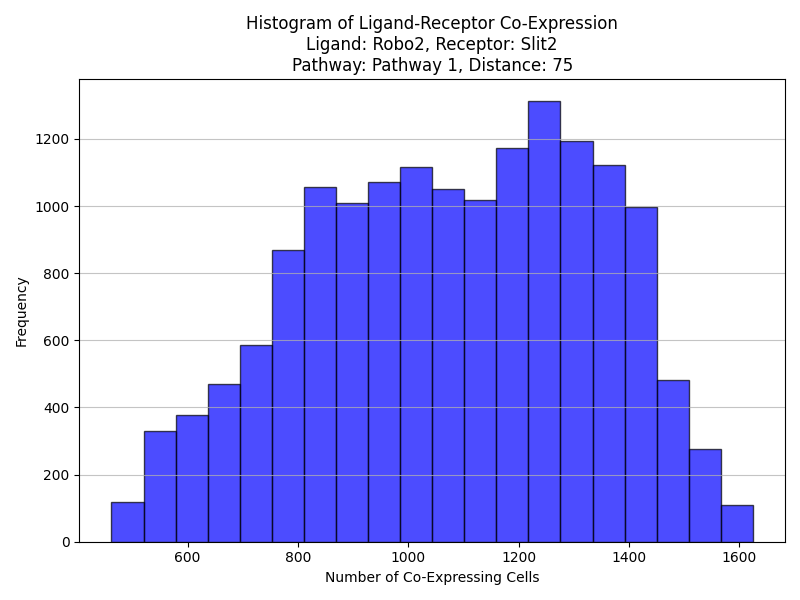 Histogram of Ligand-Receptor Co-Expression
Ligand: Robo2, Receptor: Slit2
Pathway: Pathway 1, Distance: 75
1200
1000
800
600
400
200
0
Frequency
600 800 1000 1200 1400 1600
Number of Co-Expressing Cells